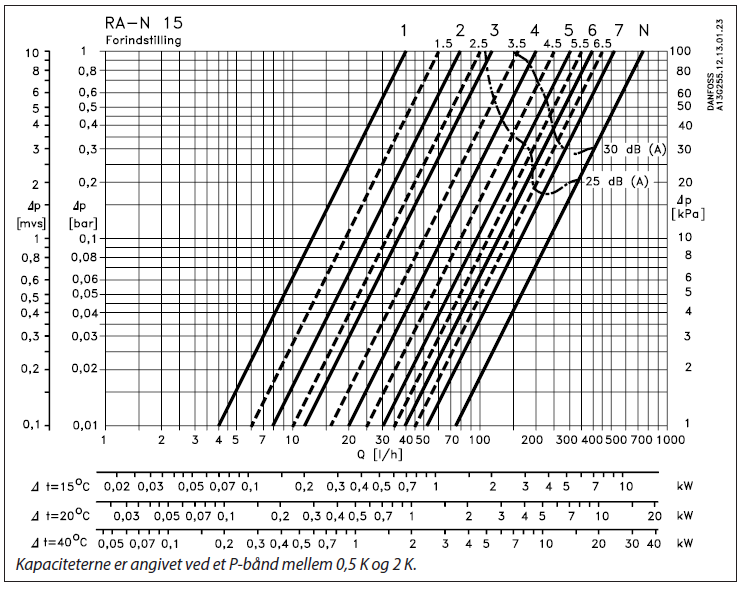 RA-N 15
Forindstilling
1 2 3 4 5 6 7 N
1.5 2.5 3.5 4.5 5.5 6.5
DANFOSS
A13G255.12.13.01.23
10 1 100
8 0,8 80
6 0,6 60
5 0,5 50
4 0,4 40
3 0,3 30 dB (A) 30
2 0,2 25 dB (A) 20
Δp Δp Δp
[mvs] [bar] [kPa]
1 0,1 10
0,8 0,08 8
0,6 0,06 6
0,5 0,05 5
0,4 0,04 4
0,3 0,03 3
0,2 0,02 2
0,1 0,01 1
1 2 3 4 5 7 10 20 30 40 50 70 100 200 300 400 500 700 1000
Q [l/h]
Δ t=15°C 0,02 0,03 0,05 0,07 0,1 0,2 0,3 0,4 0,5 0,7 1 2 3 4 5 7 10 kW
Δ t=20°C 0,03 0,05 0,07 0,1 0,2 0,3 0,4 0,5 0,7 1 2 3 4 5 7 10 20 kW
Δ t=40°C 0,05 0,07 0,1 0,2 0,3 0,4 0,5 0,7 1 2 3 4 5 7 10 20 30 40 kW
Kapaciteterne er angivet ved et P-bånd mellem 0,5 K og 2 K.